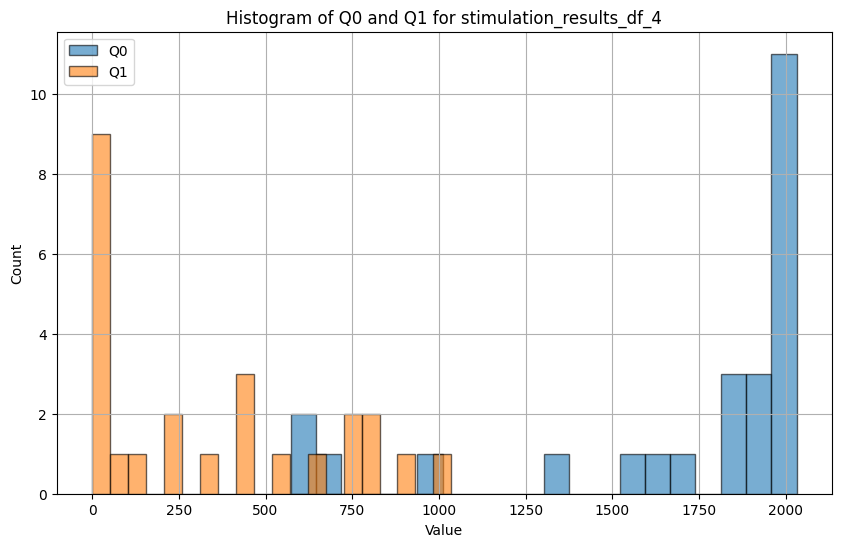 Histogram of Q0 and Q1 for stimulation_results_df_4
Q0
Q1
10
8
6
4
2
0
Count
0 250 500 750 1000 1250 1500 1750 2000
Value